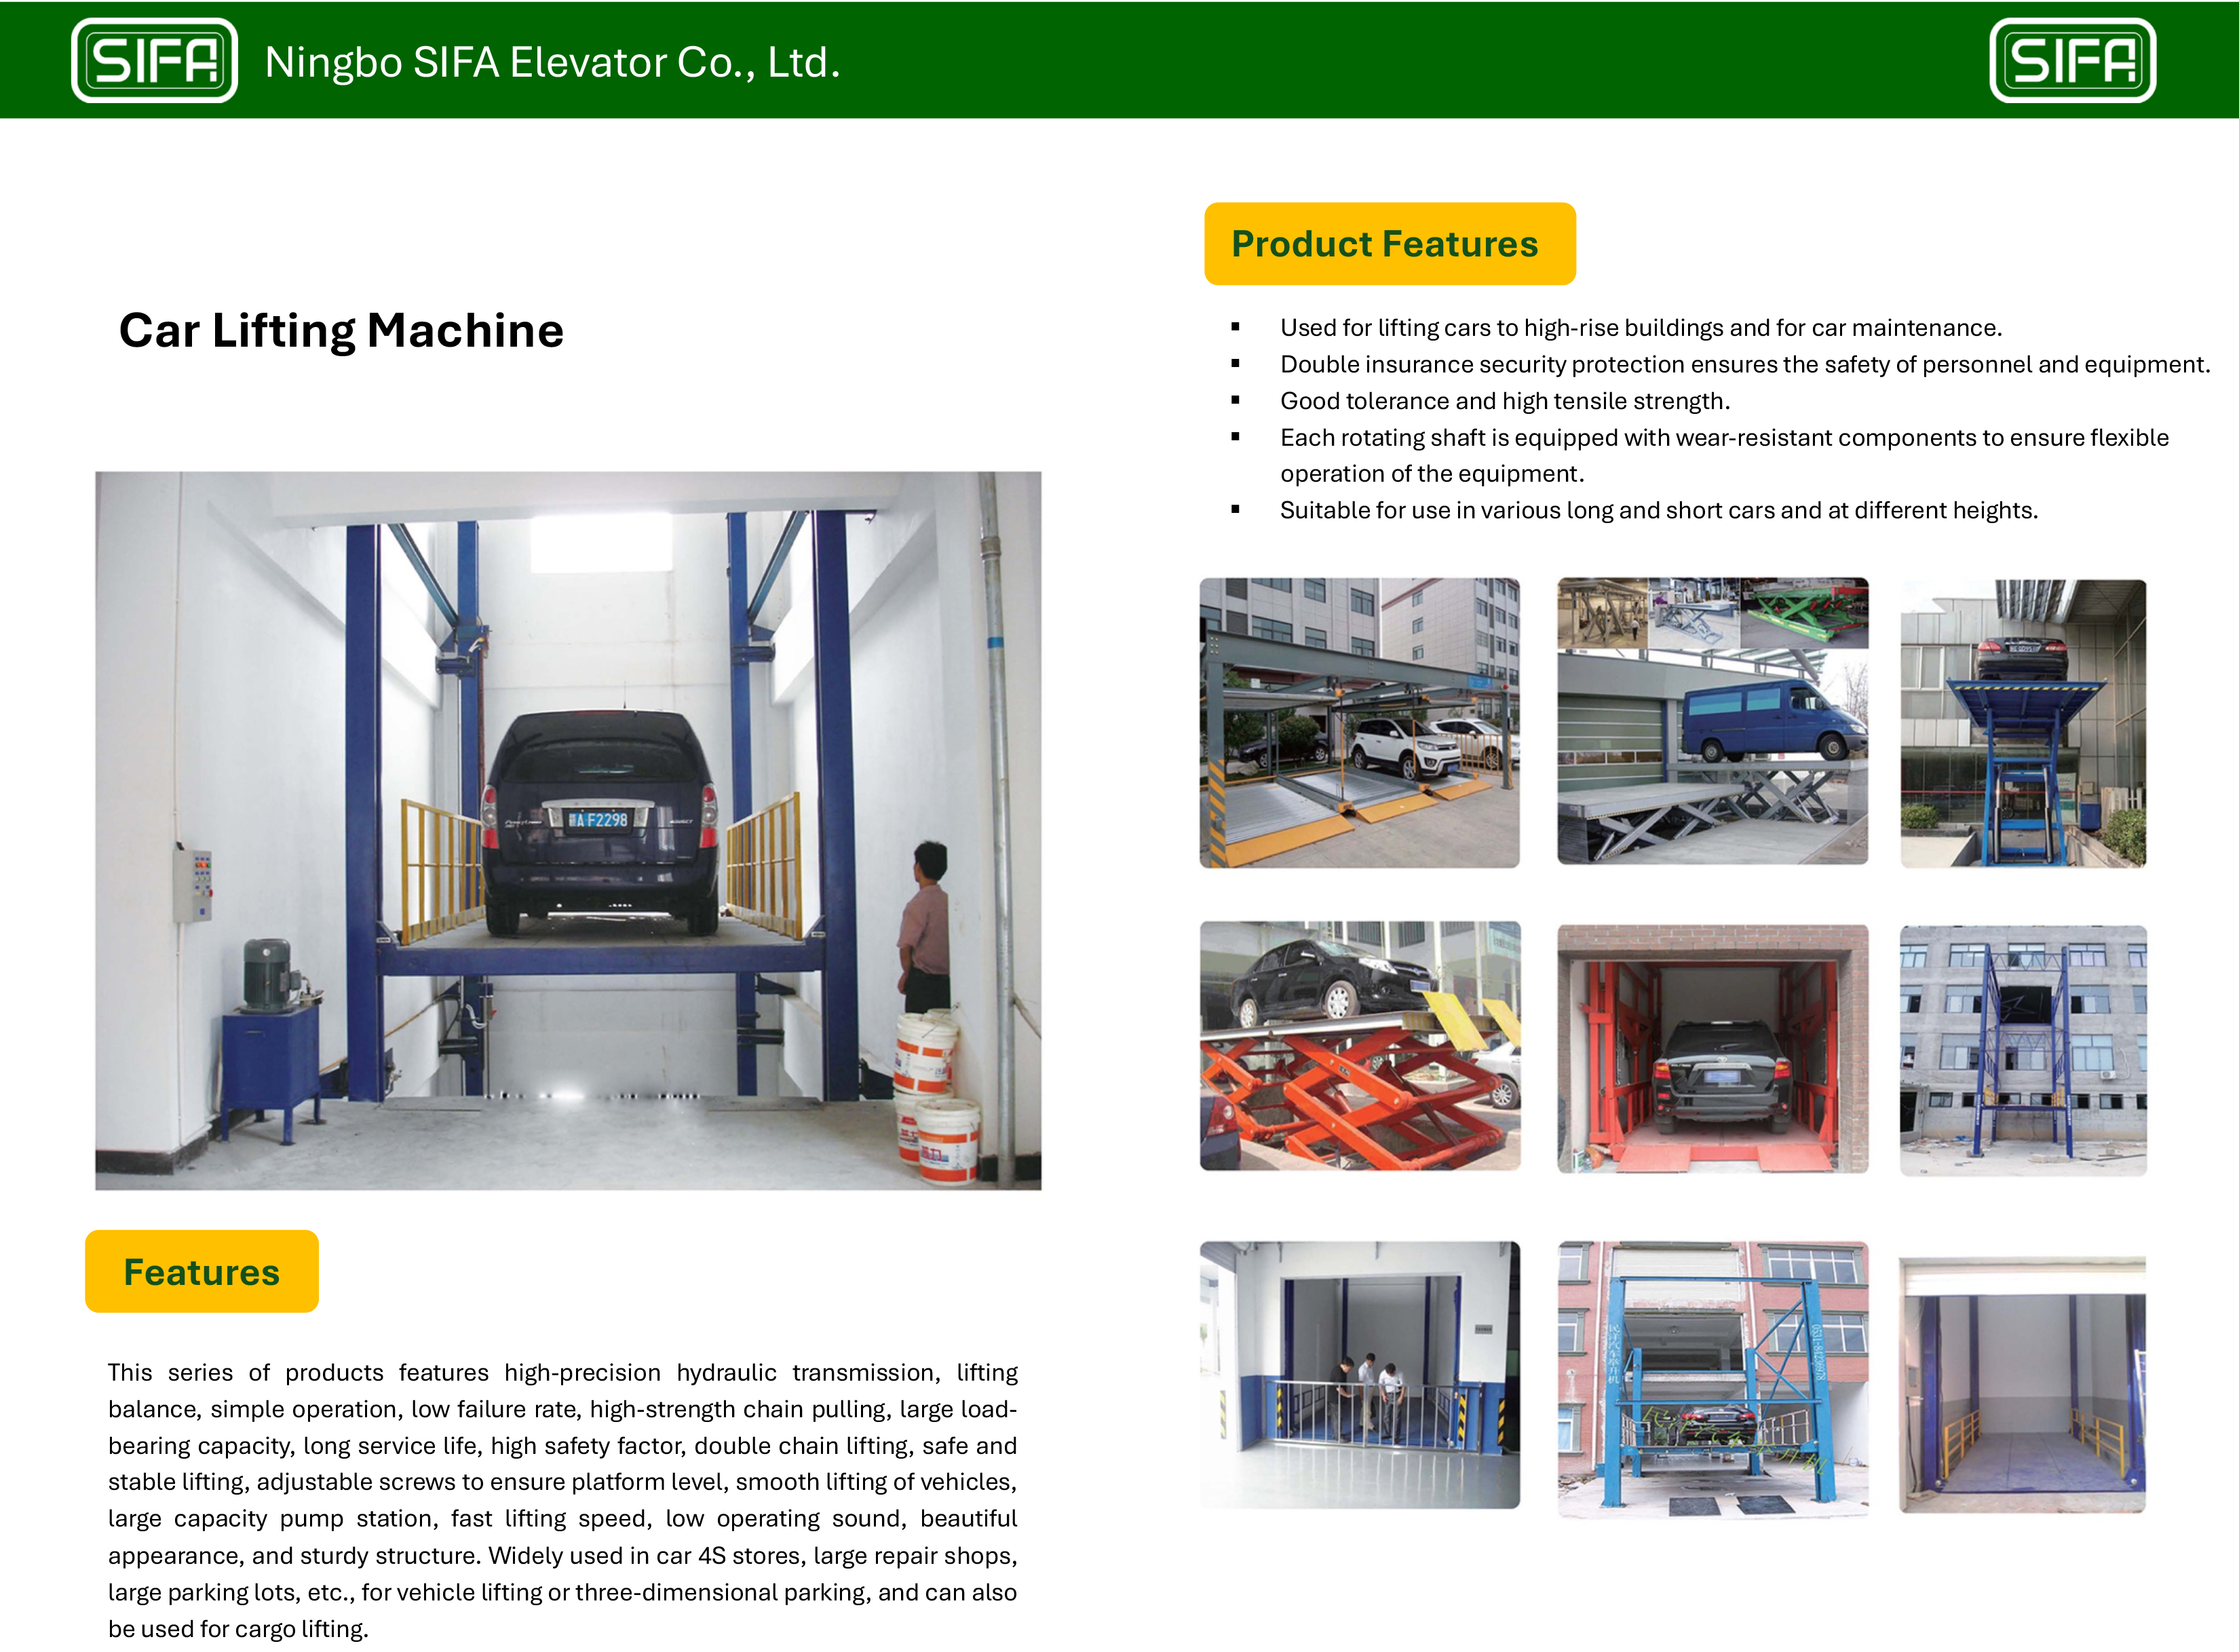 SIFA
Ningbo SIFA Elevator Co., Ltd.
SIFA
Car Lifting Machine
鄂A F2298
Features
This series of products features high-precision hydraulic transmission, lifting
balance, simple operation, low failure rate, high-strength chain pulling, large load-
bearing capacity, long service life, high safety factor, double chain lifting, safe and
stable lifting, adjustable screws to ensure platform level, smooth lifting of vehicles,
large capacity pump station, fast lifting speed, low operating sound, beautiful
appearance, and sturdy structure. Widely used in car 4S stores, large repair shops,
large parking lots, etc., for vehicle lifting or three-dimensional parking, and can also
be used for cargo lifting.
Product Features
▪ Used for lifting cars to high-rise buildings and for car maintenance.
▪ Double insurance security protection ensures the safety of personnel and equipment.
▪ Good tolerance and high tensile strength.
▪ Each rotating shaft is equipped with wear-resistant components to ensure flexible
operation of the equipment.
▪ Suitable for use in various long and short cars and at different heights.